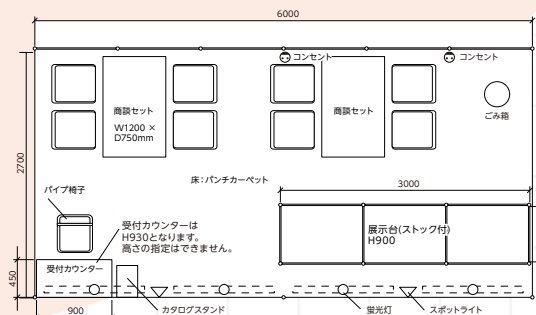 6000
コンセント
コンセント
商談セット
W1200 ×
D750mm
商談セット
ごみ箱
2700
床：パンチカーペット
3000
パイプ椅子
展示台(ストック付)
H900
受付カウンターは
H930となります。
高さの指定はできません。
受付カウンター
450
900
カタログスタンド
蛍光灯
スポットライト